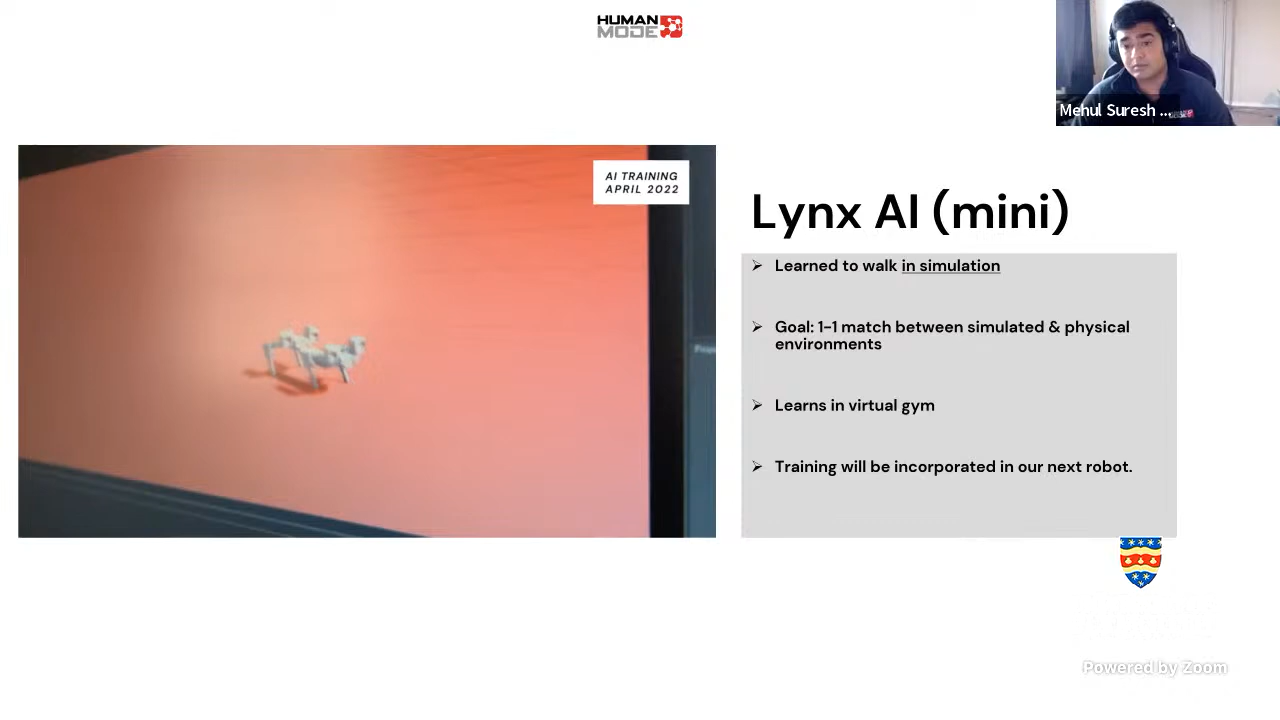 HUMAN
MODE
Mehul Suresh ...
AI TRAINING
APRIL 2022
Lynx AI (mini)
Learned to walk in simulation
Goal: 1-1 match between simulated & physical
environments
Learns in virtual gym
Training will be incorporated in our next robot.
Powered by Zoom